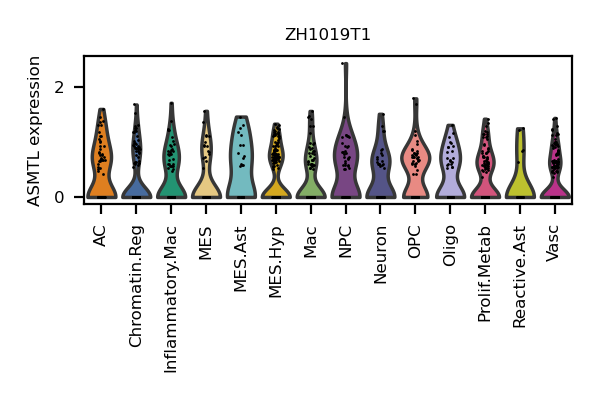 ZH1019T1
ASMTL expression
2
0
AC
Chromatin.Reg
Inflammatory.Mac
MES
MES.Ast
MES.Hyp
Mac
NPC
Neuron
OPC
Oligo
Prolif.Metab
Reactive.Ast
Vasc